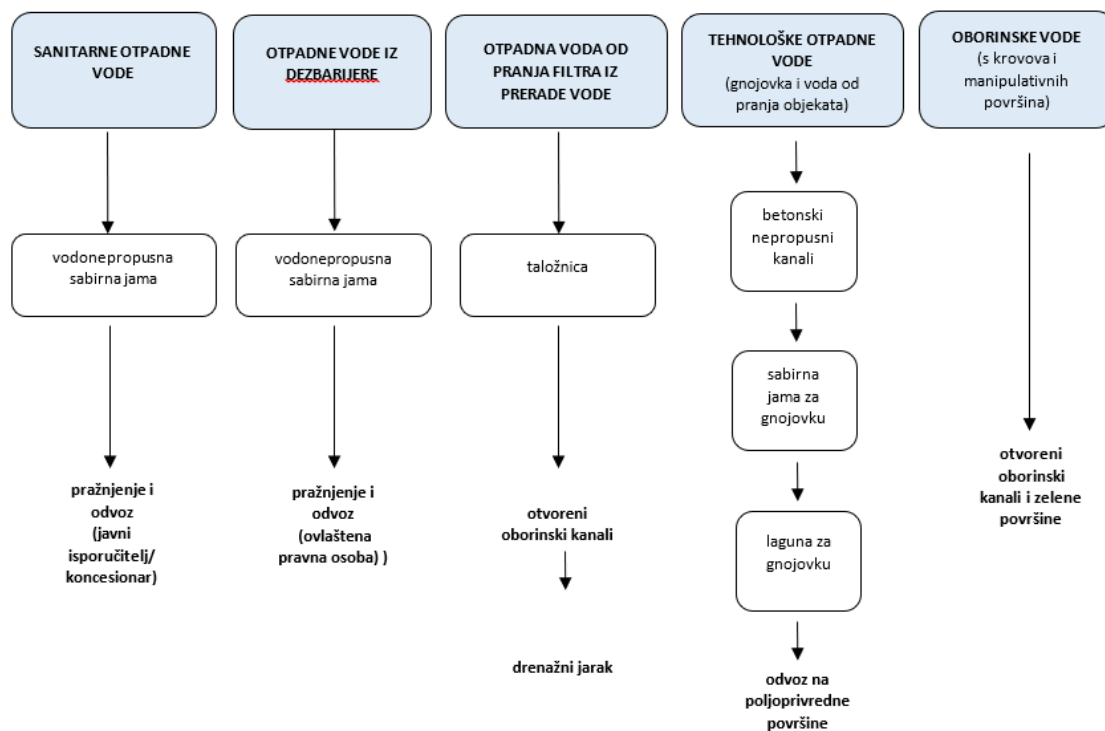 SANITARNE OTPADNE
VODE
OTPADNE VODE IZ
DEZBARIJERE
OTPADNA VODA OD
PRANJA FILTRA IZ
PRERADE VODE
TEHNOLOŠKE OTPADNE
VODE
(gnojovka i voda od
pranja objekata)
OBORINSKE VODE
(s krovova i
manipulativnih
površina)
vodonepropusna
sabirna jama
vodonepropusna
sabirna jama
taložnica
betonski
nepropusni
kanali
sabirna
jama za
gnojovku
laguna za
gnojovku
pražnjenje i
odvoz
(javni
isporučitelj/
koncesionar)
pražnjenje i
odvoz
(ovlaštena
pravna osoba) )
otvoreni
oborinski kanali
drenažni jarak
odvoz na
poljoprivredne
površine
otvoreni
oborinski
kanali i zelene
površine